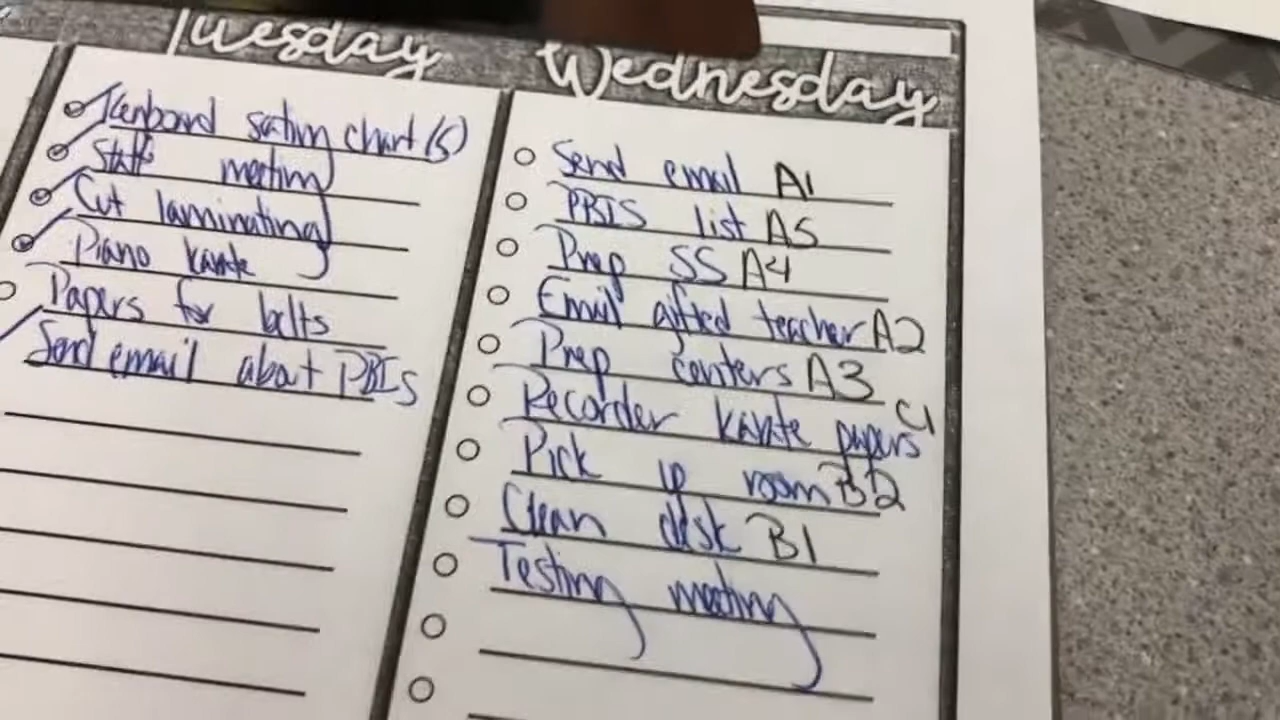 Tuesday
Keyboard seating chart(s)
Staff meeting
Cut laminating
Piano karate
Papers for belts
Send email about PBIS
Wednesday
Send email A1
PBIS list A5
Prep SS A4
Email gifted teacher A2
Prep centers A3
Recorder karate papers C1
Pick up room B2
Clean desk B1
Testing meeting